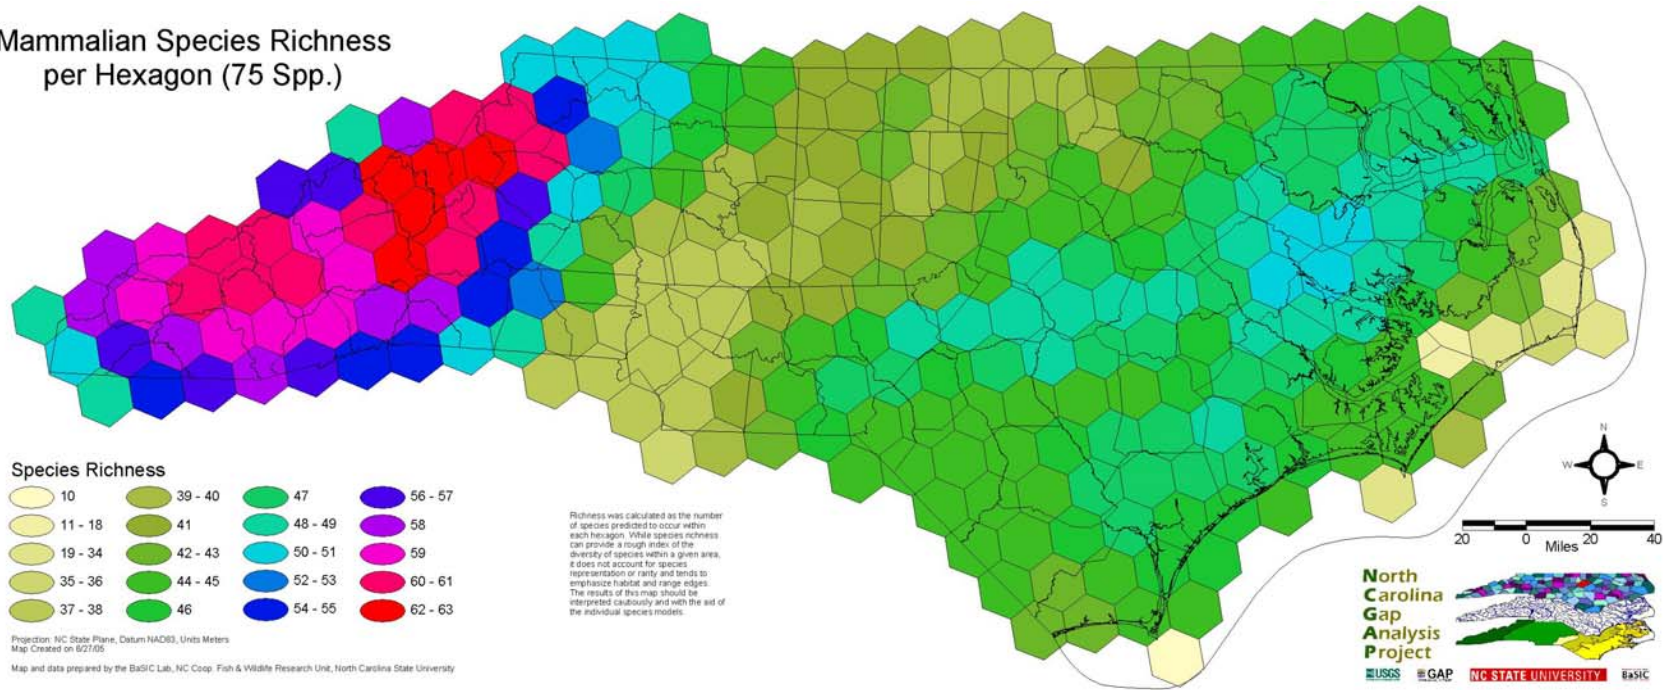 Mammalian Species Richness
per Hexagon (75 Spp.)
Species Richness
10
11 - 18
19 - 34
35 - 36
37 - 38
39 - 40
41
42 - 43
44 - 45
46
47
48 - 49
50 - 51
52 - 53
54 - 55
56 - 57
58
59
60 - 61
62 - 63
Projection: NC State Plane, Datum NAD83, Units Meters
Map Created on 6/27/05
Map and data prepared by the BaSIC Lab, NC Coop. Fish & Wildlife Research Unit, North Carolina State University
Richness was calculated as the number
of species predicted to occur within
each hexagon. While species richness
can provide a rough index of the
diversity of species within a given area,
it does not account for species
representation or rarity and tends to
emphasize habitat and range edges.
The results of this map should be
interpreted cautiously and with the aid of
the individual species models.
N
W E
S
20 0 20 40
Miles
North
Carolina
Gap
Analysis
Project
USGS GAP NC STATE UNIVERSITY BaSIC